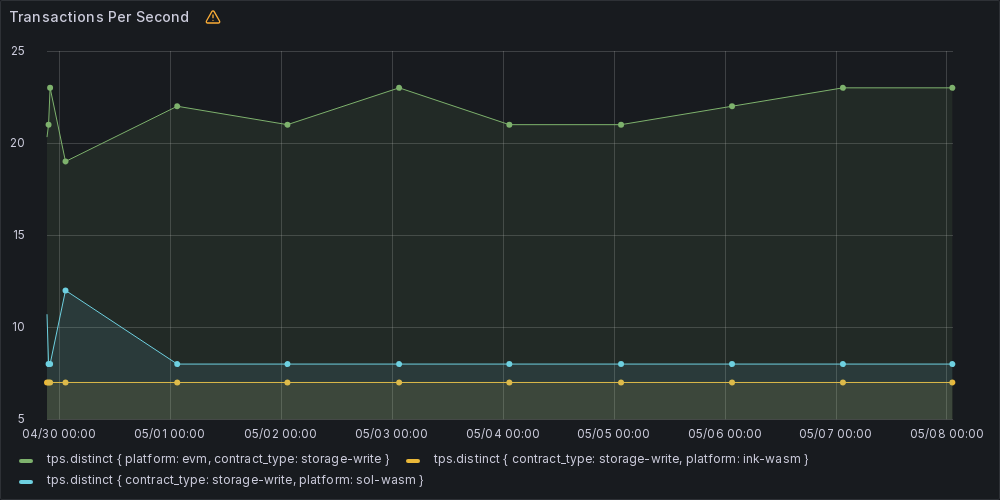 Transactions Per Second
25
20
15
10
5
04/30 00:00 05/01 00:00 05/02 00:00 05/03 00:00 05/04 00:00 05/05 00:00 05/06 00:00 05/07 00:00 05/08 00:00
tps.distinct { platform: evm, contract_type: storage-write } tps.distinct { contract_type: storage-write, platform: ink-wasm }
tps.distinct { contract_type: storage-write, platform: sol-wasm }